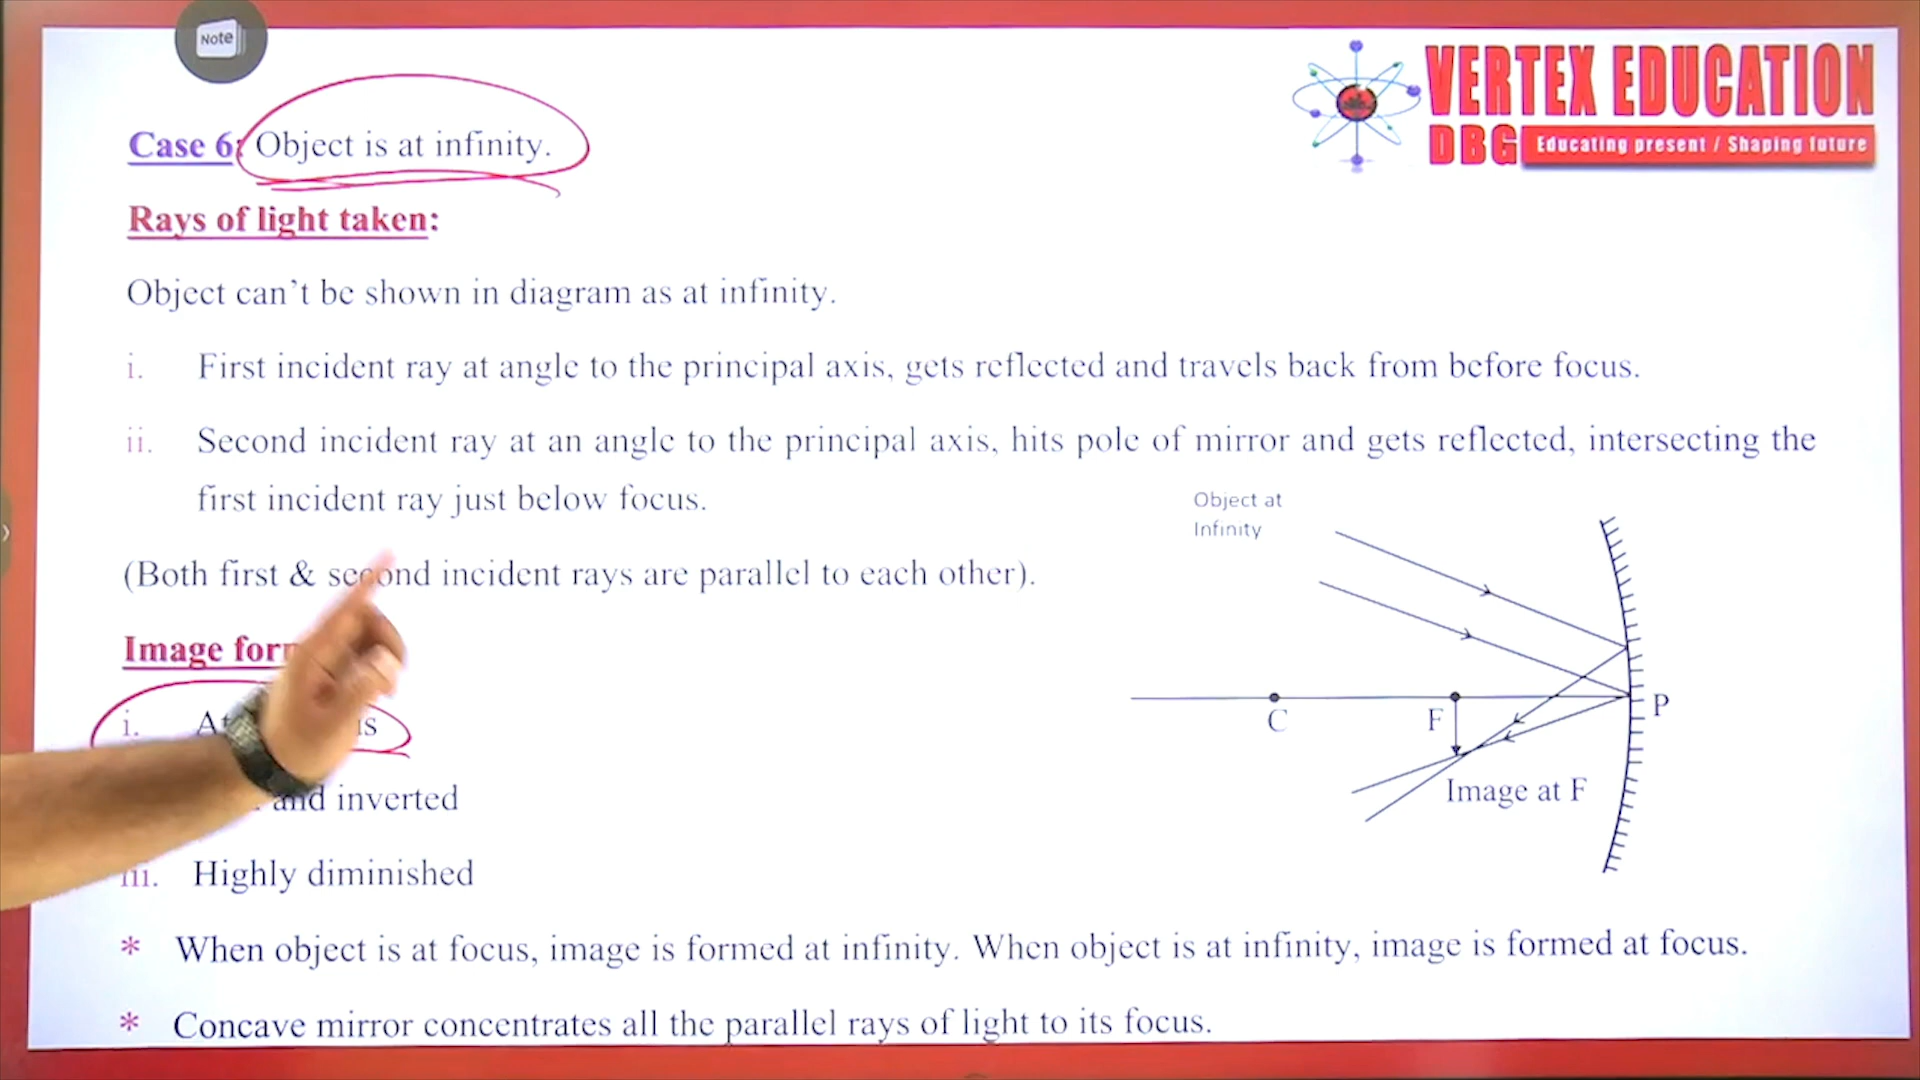 Note
VERTEX EDUCATION
DBG Educating present / Shaping future
Case 6: Object is at infinity.
Rays of light taken:
Object can't be shown in diagram as at infinity.
i. First incident ray at angle to the principal axis, gets reflected and travels back from before focus.
ii. Second incident ray at an angle to the principal axis, hits pole of mirror and gets reflected, intersecting the
first incident ray just below focus.
(Both first & second incident rays are parallel to each other).
Object at
Infinity
C
F
P
Image at F
Image
i. At
and inverted
iii. Highly diminished
* When object is at focus, image is formed at infinity. When object is at infinity, image is formed at focus.
* Concave mirror concentrates all the parallel rays of light to its focus.